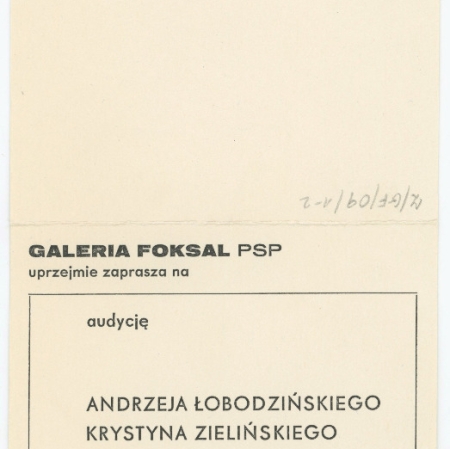 GALERIA FOKSAL PSP
uprzejmie zaprasza na
audycję
ANDRZEJA ŁOBODZIŃSKIEGO
KRYSTYNA ZIELIŃSKIEGO